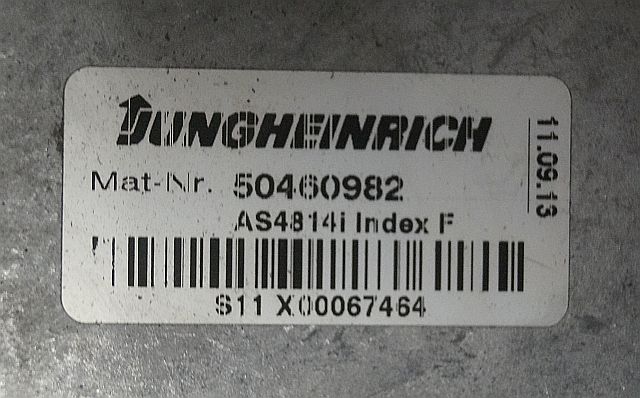 JUNGHEINRICH
Mat-Nr. 50460982
AS4814i Index F
S11 X00067464
11.09.13